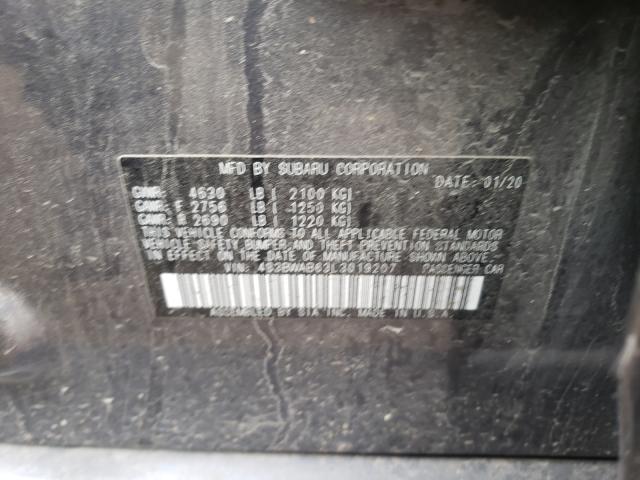 MFD BY SUBARU CORPORATION DATE: 01/20
GVWR: 4630 LB [ 2100 KG]
GAWR: F 2756 LB [ 1250 KG]
GAWR: R 2690 LB [ 1220 KG]
THIS VEHICLE CONFORMS TO ALL APPLICABLE FEDERAL MOTOR
VEHICLE SAFETY, BUMPER, AND THEFT PREVENTION STANDARDS
IN EFFECT ON THE DATE OF MANUFACTURE SHOWN ABOVE.
VIN: 4S3BWAB63L3019207 PASSENGER CAR
ASSEMBLED BY SIA INC. MADE IN U.S.A.